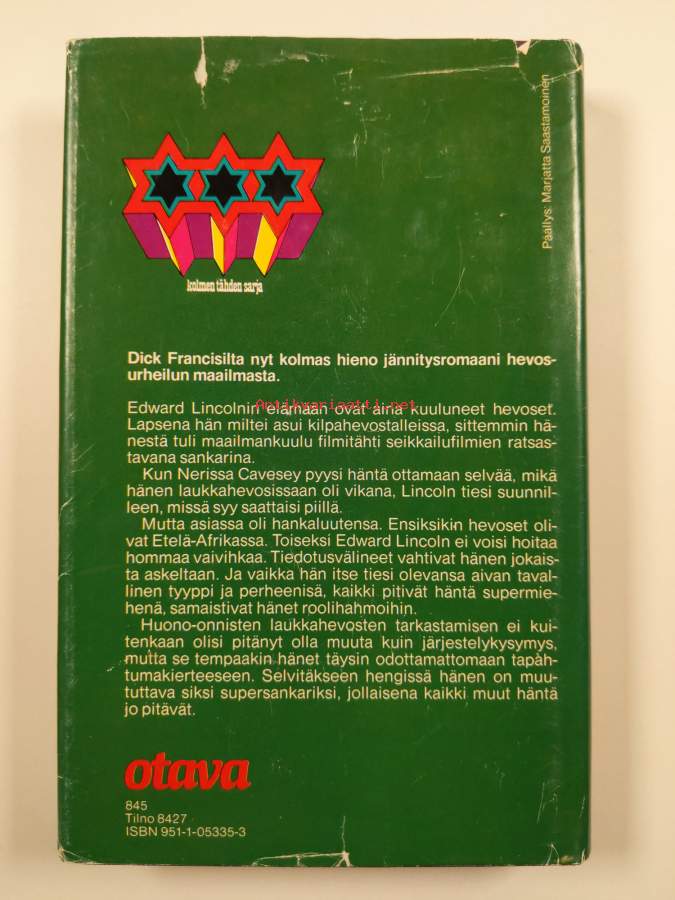 Päällys: Marjatta Saastamoinen
kolmen tähden sarja
Dick Francisilta nyt kolmas hieno jännitysromaani hevos-
urheilun maailmasta.
Antikvariaatti.net
Edward Lincolnin elämään ovat aina kuuluneet hevoset.
Lapsena hän miltei asui kilpahevostalleissa, sittemmin hä-
nestä tuli maailmankuulu filmitähti seikkailufilmien ratsas-
tavana sankarina.
Kun Nerissa Cavesey pyysi häntä ottamaan selvää, mikä
hänen laukkahevosissaan oli vikana, Lincoln tiesi suunnil-
leen, missä syy saattaisi piillä.
Mutta asiassa oli hankaluutensa. Ensiksikin hevoset oli-
vat Etelä-Afrikassa. Toiseksi Edward Lincoln ei voisi hoitaa
hommaa vaivihkaa. Tiedotusvälineet vahtivat hänen jokais-
ta askeltaan. Ja vaikka hän itse tiesi olevansa aivan taval-
linen tyyppi ja perheenisä, kaikki pitivät häntä supermie-
henä, samaistivat hänet roolihahmoihin.
Huono-onnisten laukkahevosten tarkastamisen ei kui-
tenkaan olisi pitänyt olla muuta kuin järjestelykysymys,
mutta se tempaakin hänet täysin odottamattomaan tapah-
tumakierteeseen. Selvitäkseen hengissä hänen on muu-
tuttava siksi supersankariksi, jollaisena kaikki muut häntä
jo pitävät.
otava
845
Tilno 8427
ISBN 951-1-05335-3